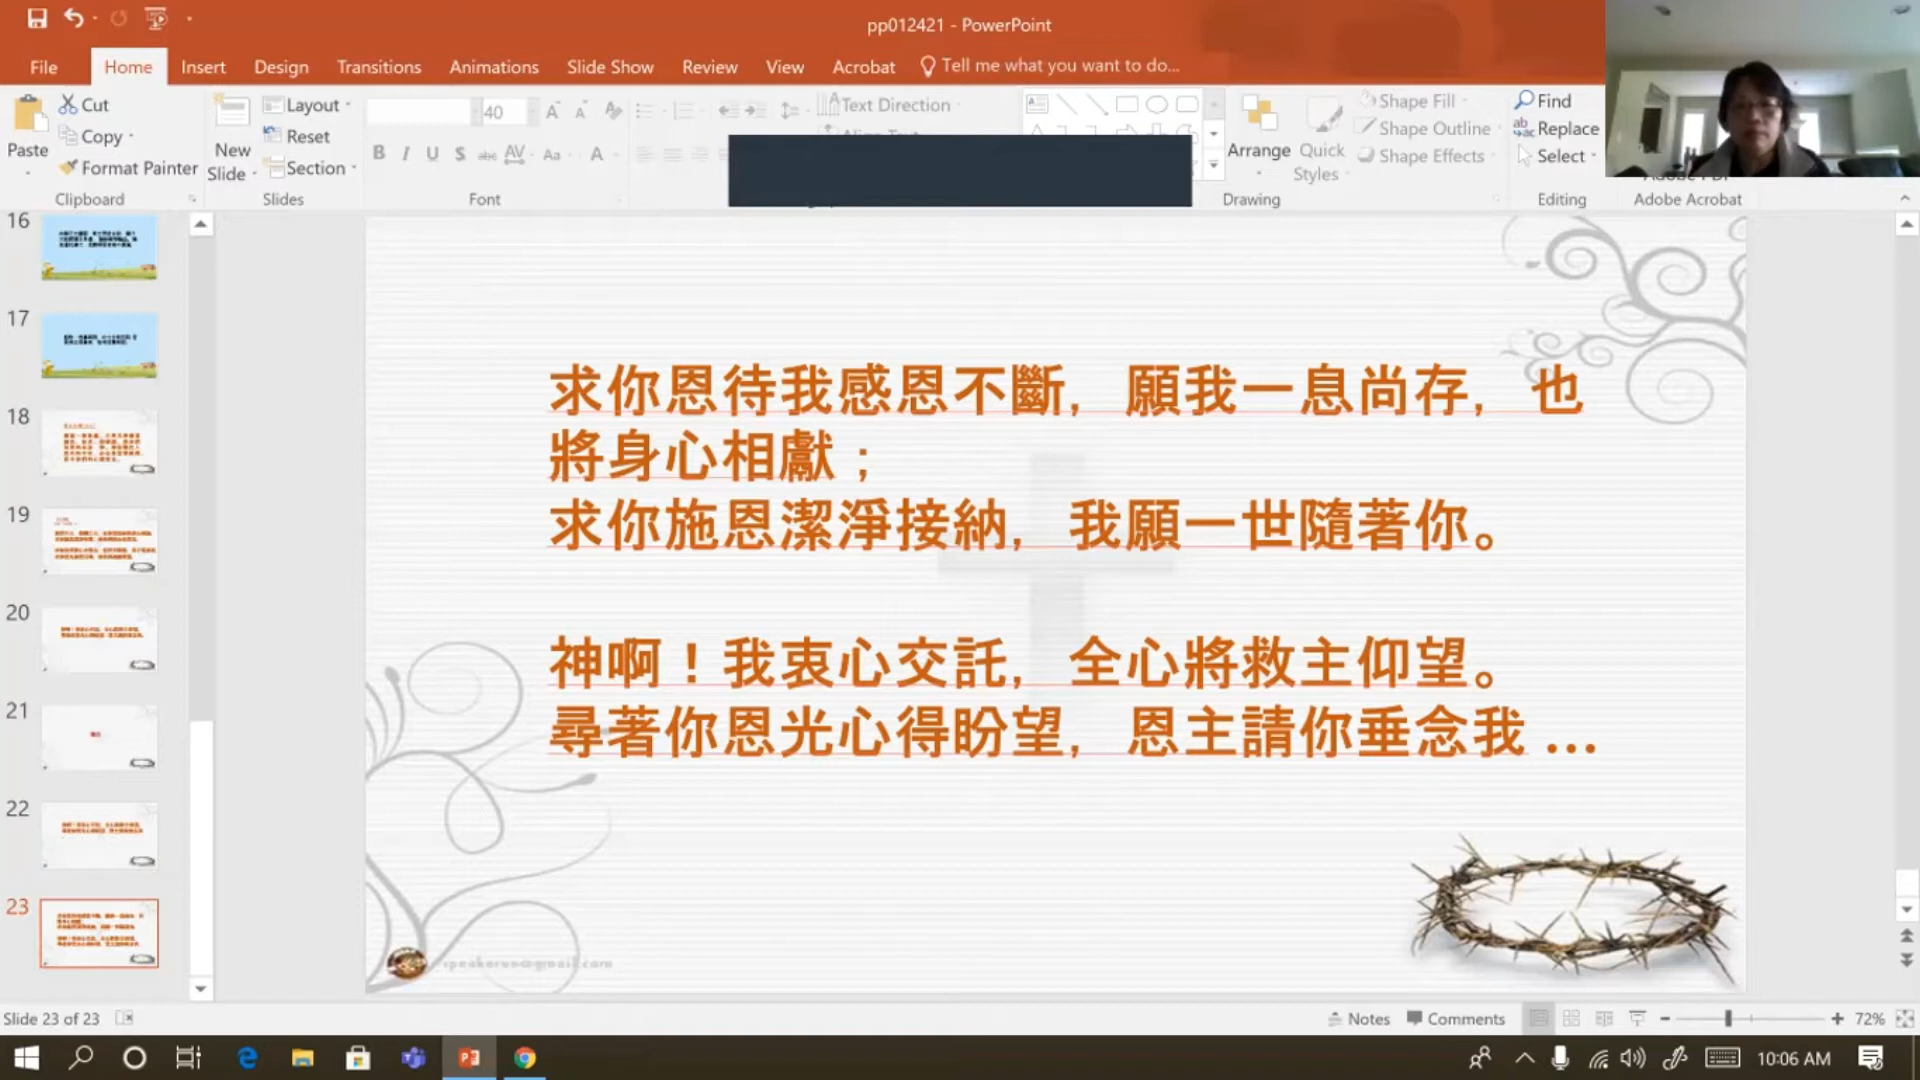 pp012421 - PowerPoint
File Home Insert Design Transitions Animations Slide Show Review View Acrobat Tell me what you want to do...
Paste
Cut
Copy
Format Painter
Clipboard
New Slide
Layout
Reset
Section
Slides
40
Font
Text Direction
Arrange
Quick Styles
Shape Fill
Shape Outline
Shape Effects
Drawing
Find
Replace
Select
Editing
Adobe Acrobat
16
17
18
19
20
21
22
23
求你恩待我感恩不斷，願我一息尚存，也
將身心相獻；
求你施恩潔淨接納，我願一世隨著你。
神啊！我衷心交託，全心將救主仰望。
尋著你恩光心得盼望，恩主請你垂念我 ...
Slide 23 of 23
Notes
Comments
72%
10:06 AM